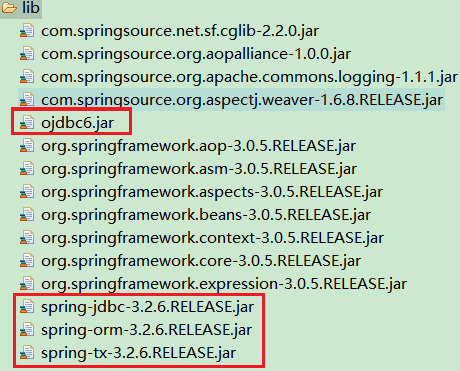 lib
com.springsource.net.sf.cglib-2.2.0.jar
com.springsource.org.aopalliance-1.0.0.jar
com.springsource.org.apache.commons.logging-1.1.1.jar
com.springsource.org.aspectj.weaver-1.6.8.RELEASE.jar
ojdbc6.jar
org.springframework.aop-3.0.5.RELEASE.jar
org.springframework.asm-3.0.5.RELEASE.jar
org.springframework.aspects-3.0.5.RELEASE.jar
org.springframework.beans-3.0.5.RELEASE.jar
org.springframework.context-3.0.5.RELEASE.jar
org.springframework.core-3.0.5.RELEASE.jar
org.springframework.expression-3.0.5.RELEASE.jar
spring-jdbc-3.2.6.RELEASE.jar
spring-orm-3.2.6.RELEASE.jar
spring-tx-3.2.6.RELEASE.jar